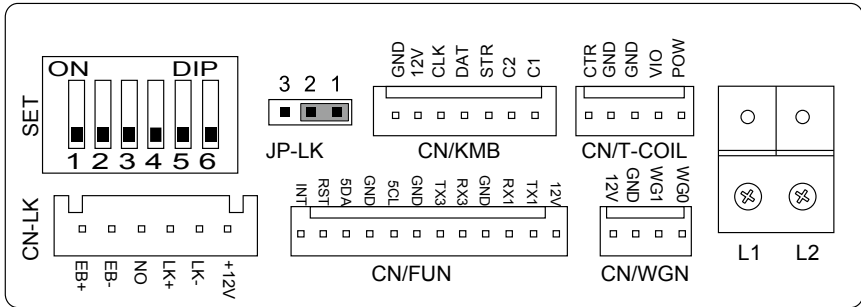 ON DIP
1 2 3 4 5 6
SET
3 2 1
JP-LK
GND 12V CLK DAT STR C2 C1
CN/KMB
CTR GND GND VIO POW
CN/T-COIL
CN-LK
EB+ EB- NO LK+ LK- +12V
INT RST 5DA GND 5CL TX3 RX3 GND RX1 TX1 12V
CN/FUN
12V GND WG1 WG0
CN/WGN
L1 L2